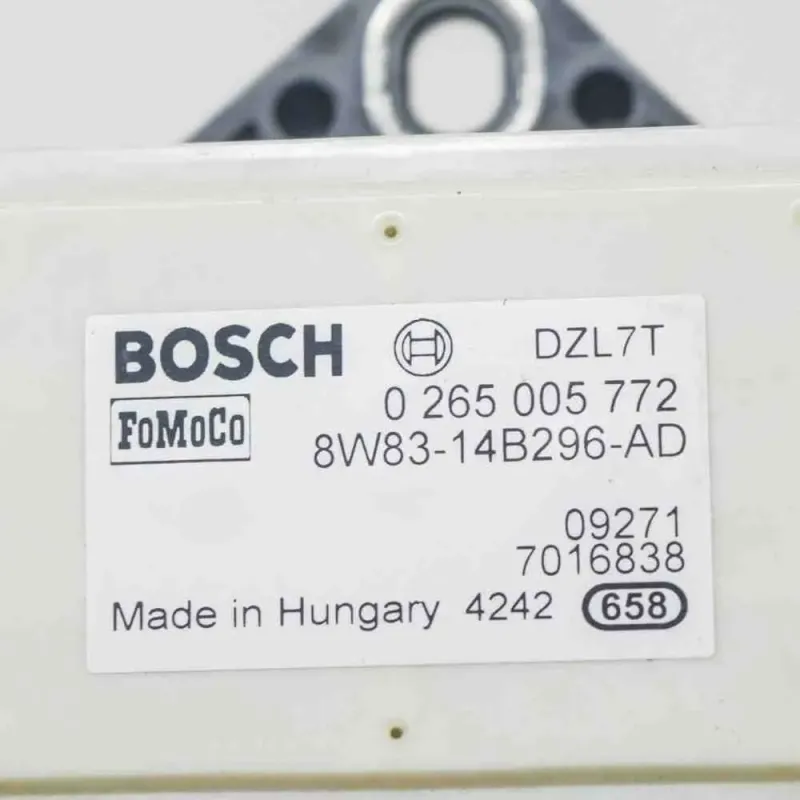 BOSCH DZL7T
0 265 005 772
FoMoCo
8W83-14B296-AD
09271
7016838
Made in Hungary 4242 658